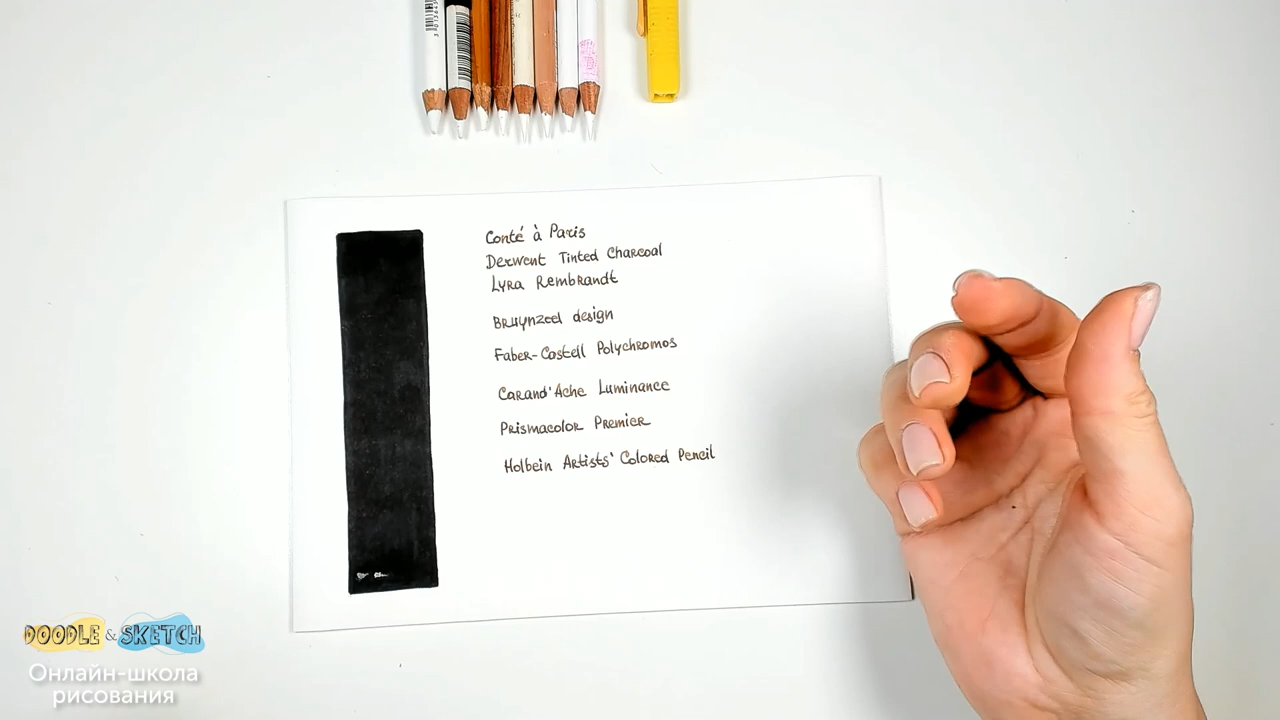 Conté à Paris
Derwent Tinted Charcoal
Lyra Rembrandt
Bruynzeel design
Faber-Castell Polychromos
Carand'Ache Luminance
Prismacolor Premier
Holbein Artists' Colored Pencil
DOODLE & SKETCH
Онлайн-школа
рисования